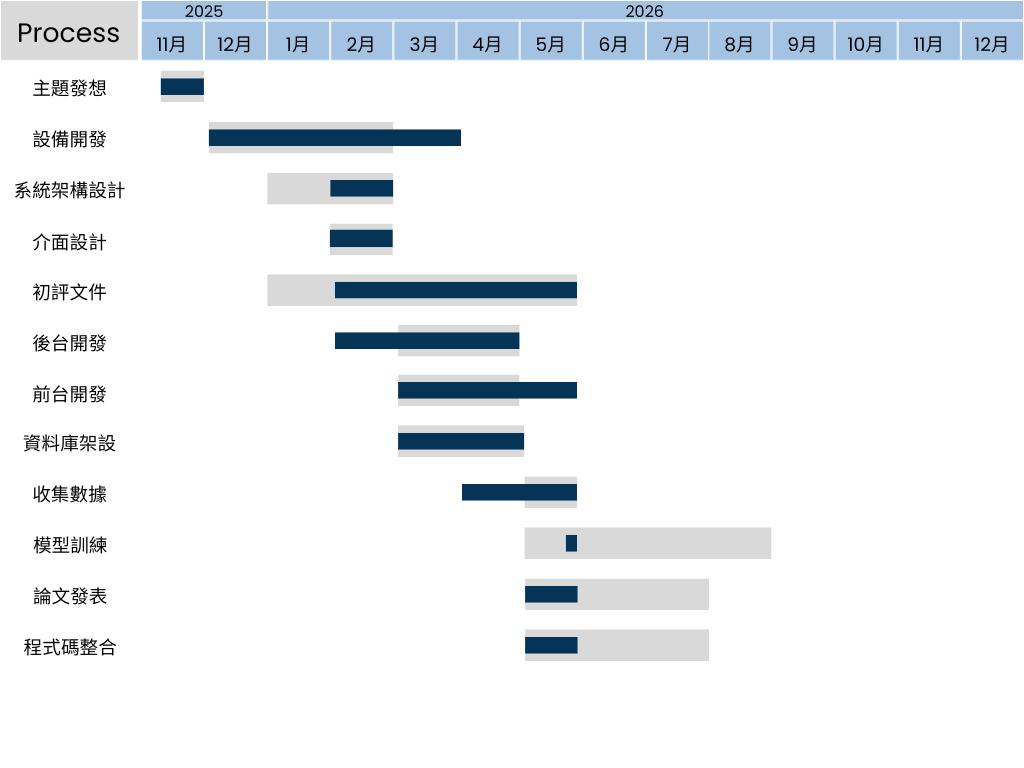 2025 2026
Process
11月 12月 1月 2月 3月 4月 5月 6月 7月 8月 9月 10月 11月 12月
主題發想
設備開發
系統架構設計
介面設計
初評文件
後台開發
前台開發
資料庫架設
收集數據
模型訓練
論文發表
程式碼整合